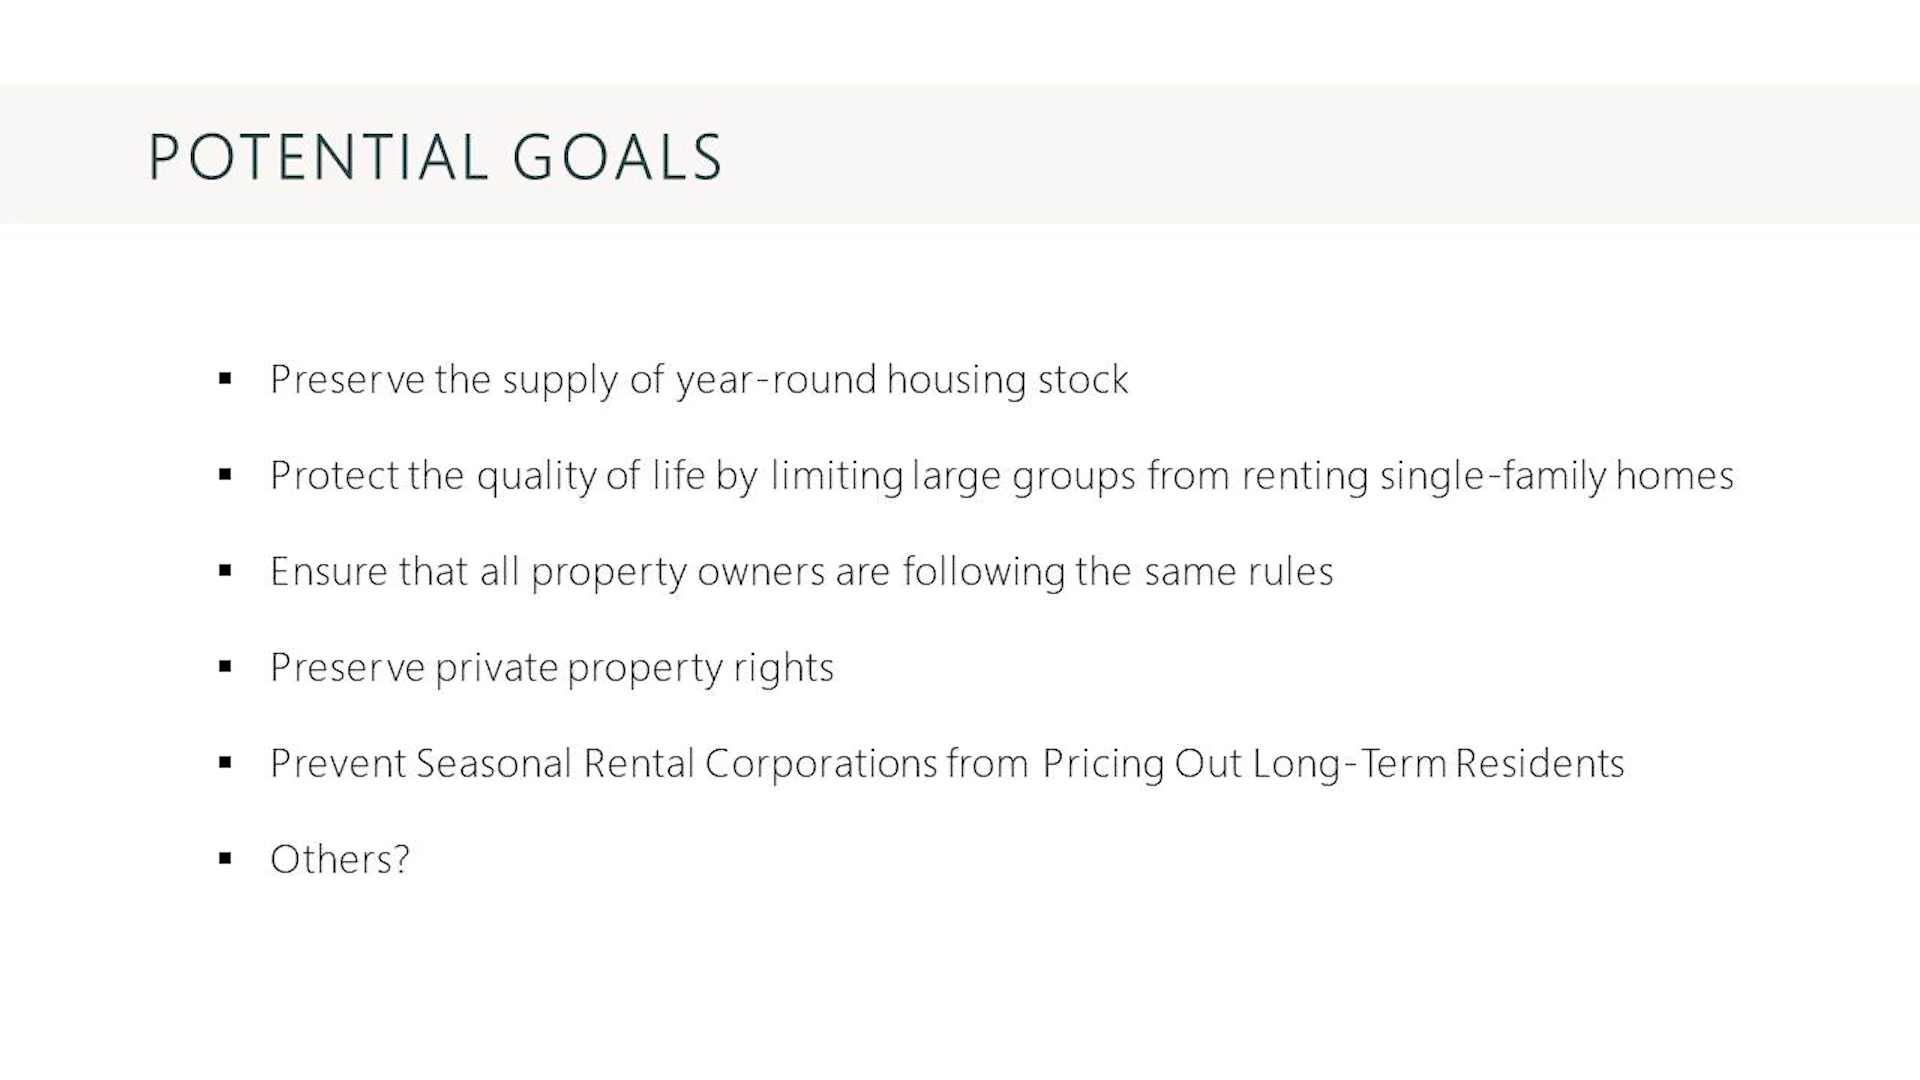 POTENTIAL GOALS
▪ Preserve the supply of year-round housing stock
▪ Protect the quality of life by limiting large groups from renting single-family homes
▪ Ensure that all property owners are following the same rules
▪ Preserve private property rights
▪ Prevent Seasonal Rental Corporations from Pricing Out Long-Term Residents
▪ Others?